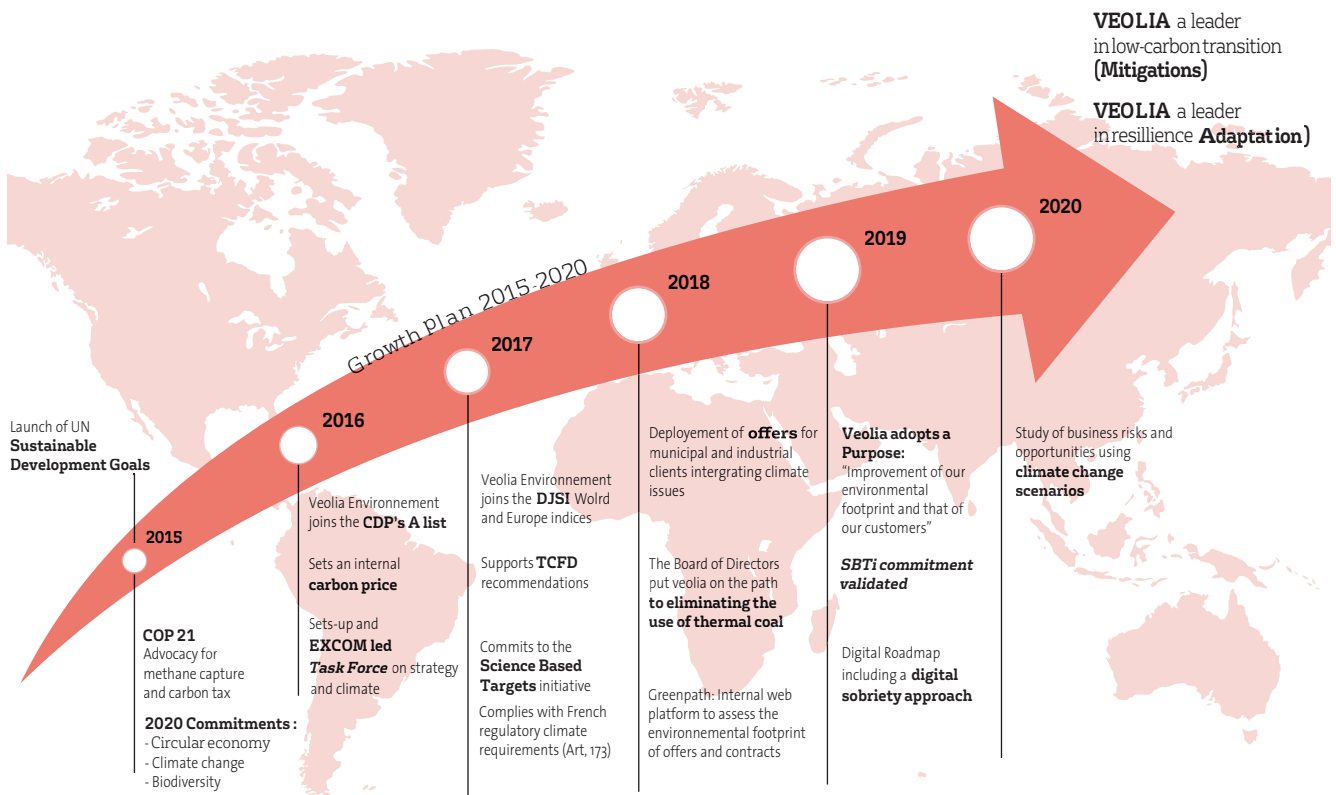 VEOLIA a leader
in low-carbon transition
(Mitigations)
VEOLIA a leader
in resillience Adaptation)
Growth plan 2015-2020
2015
2016
2017
2018
2019
2020
Launch of UN
Sustainable
Development Goals
COP 21
Advocacy for
methane capture
and carbon tax
2020 Commitments :
- Circular economy
- Climate change
- Biodiversity
Veolia Environnement
joins the CDP's A list
Sets an internal
carbon price
Sets-up and
EXCOM led
Task Force on strategy
and climate
Veolia Environnement
joins the DJSI Wolrd
and Europe indices
Supports TCFD
recommendations
Commits to the
Science Based
Targets initiative
Complies with French
regulatory climate
requirements (Art, 173)
Deployement of offers for
municipal and industrial
clients intergrating climate
issues
The Board of Directors
put veolia on the path
to eliminating the
use of thermal coal
Greenpath: Internal web
platform to assess the
environnemental footprint
of offers and contracts
Veolia adopts a
Purpose:
“Improvement of our
environmental
footprint and that of
our customers”
SBTi commitment
validated
Digital Roadmap
including a digital
sobriety approach
Study of business risks and
opportunities using
climate change
scenarios